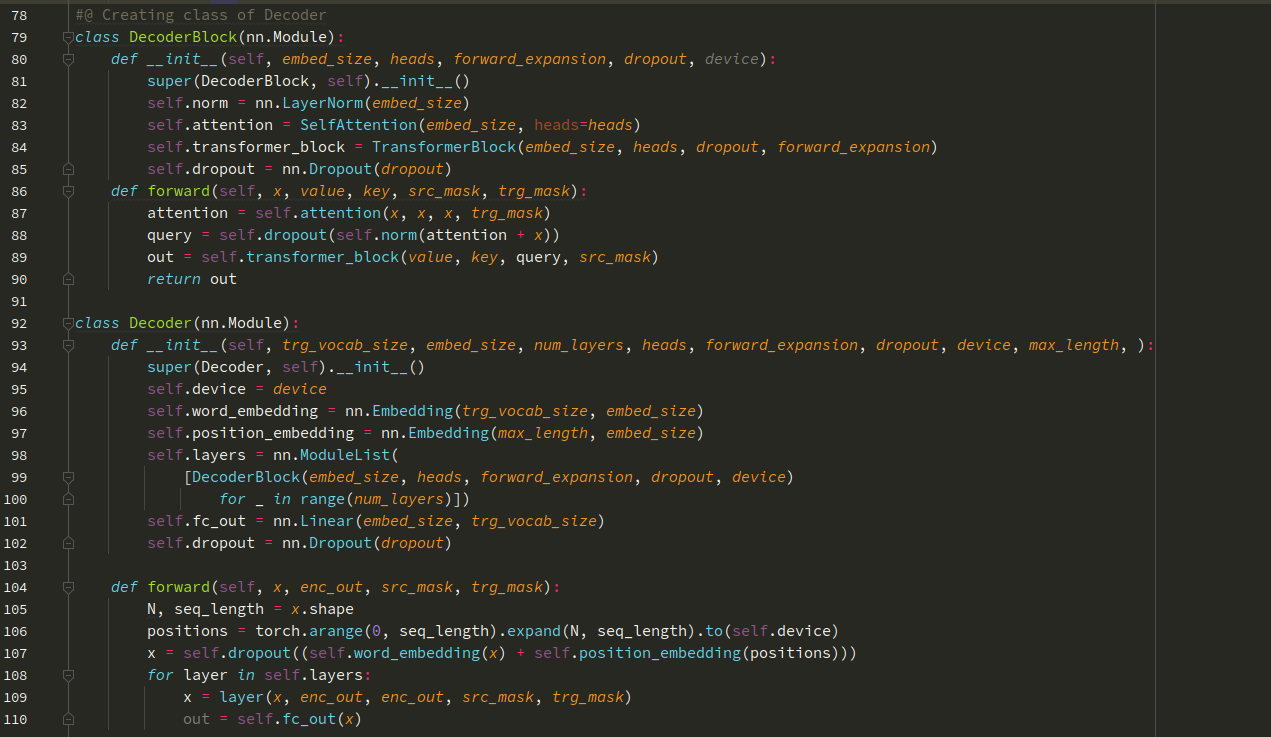 78 #@ Creating class of Decoder
79 class DecoderBlock(nn.Module):
80     def __init__(self, embed_size, heads, forward_expansion, dropout, device):
81         super(DecoderBlock, self).__init__()
82         self.norm = nn.LayerNorm(embed_size)
83         self.attention = SelfAttention(embed_size, heads=heads)
84         self.transformer_block = TransformerBlock(embed_size, heads, dropout, forward_expansion)
85         self.dropout = nn.Dropout(dropout)
86     def forward(self, x, value, key, src_mask, trg_mask):
87         attention = self.attention(x, x, x, trg_mask)
88         query = self.dropout(self.norm(attention + x))
89         out = self.transformer_block(value, key, query, src_mask)
90         return out
91
92 class Decoder(nn.Module):
93     def __init__(self, trg_vocab_size, embed_size, num_layers, heads, forward_expansion, dropout, device, max_length, ):
94         super(Decoder, self).__init__()
95         self.device = device
96         self.word_embedding = nn.Embedding(trg_vocab_size, embed_size)
97         self.position_embedding = nn.Embedding(max_length, embed_size)
98         self.layers = nn.ModuleList(
99             [DecoderBlock(embed_size, heads, forward_expansion, dropout, device)
100                 for _ in range(num_layers)])
101         self.fc_out = nn.Linear(embed_size, trg_vocab_size)
102         self.dropout = nn.Dropout(dropout)
103
104     def forward(self, x, enc_out, src_mask, trg_mask):
105         N, seq_length = x.shape
106         positions = torch.arange(0, seq_length).expand(N, seq_length).to(self.device)
107         x = self.dropout((self.word_embedding(x) + self.position_embedding(positions)))
108         for layer in self.layers:
109             x = layer(x, enc_out, enc_out, src_mask, trg_mask)
110             out = self.fc_out(x)